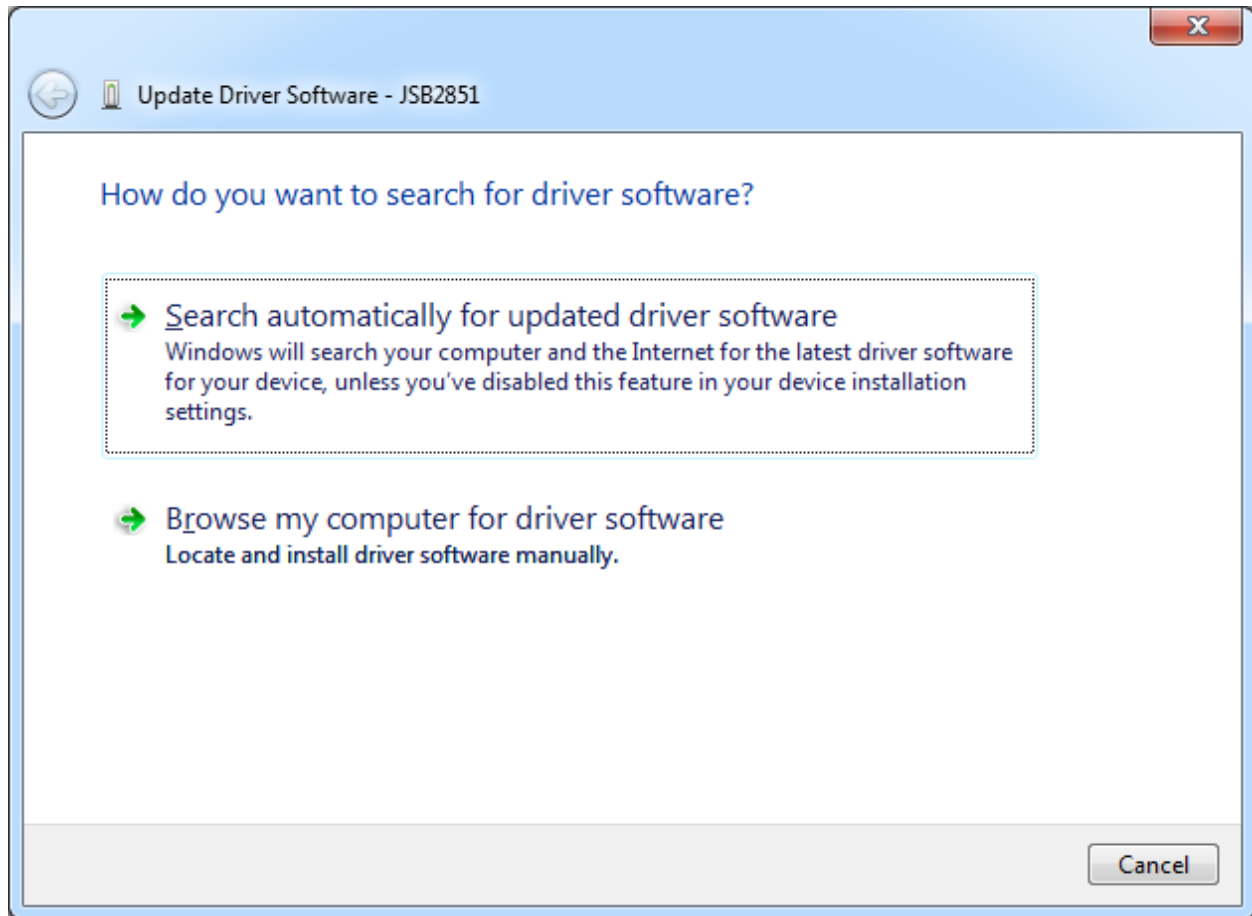 Update Driver Software - JSB2851
How do you want to search for driver software?
Search automatically for updated driver software
Windows will search your computer and the Internet for the latest driver software
for your device, unless you've disabled this feature in your device installation
settings.
Browse my computer for driver software
Locate and install driver software manually.
Cancel